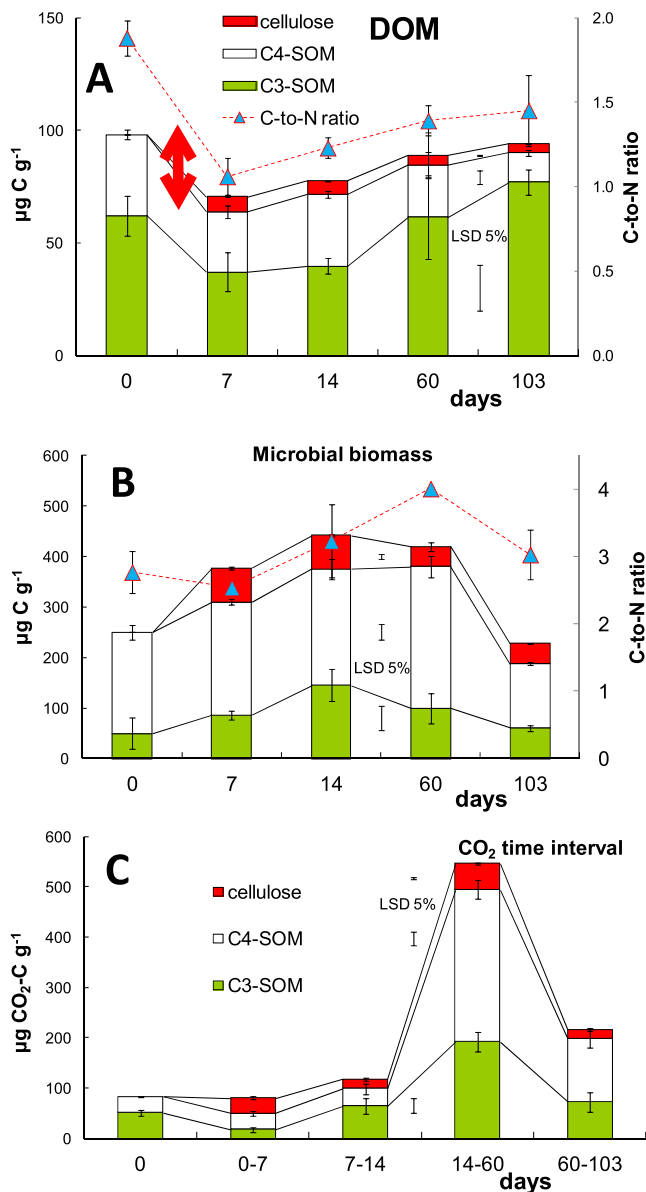 A
DOM
cellulose
C4-SOM
C3-SOM
C-to-N ratio
150
100
50
0
µg C g⁻¹
2.0
1.5
1.0
0.5
0.0
C-to-N ratio
LSD 5%
0 7 14 60 103
days
B
Microbial biomass
600
500
400
300
200
100
0
µg C g⁻¹
4
3
2
1
0
C-to-N ratio
LSD 5%
0 7 14 60 103
days
C
CO₂ time interval
cellulose
C4-SOM
C3-SOM
600
500
400
300
200
100
0
µg CO₂-C g⁻¹
LSD 5%
0 0-7 7-14 14-60 60-103
days